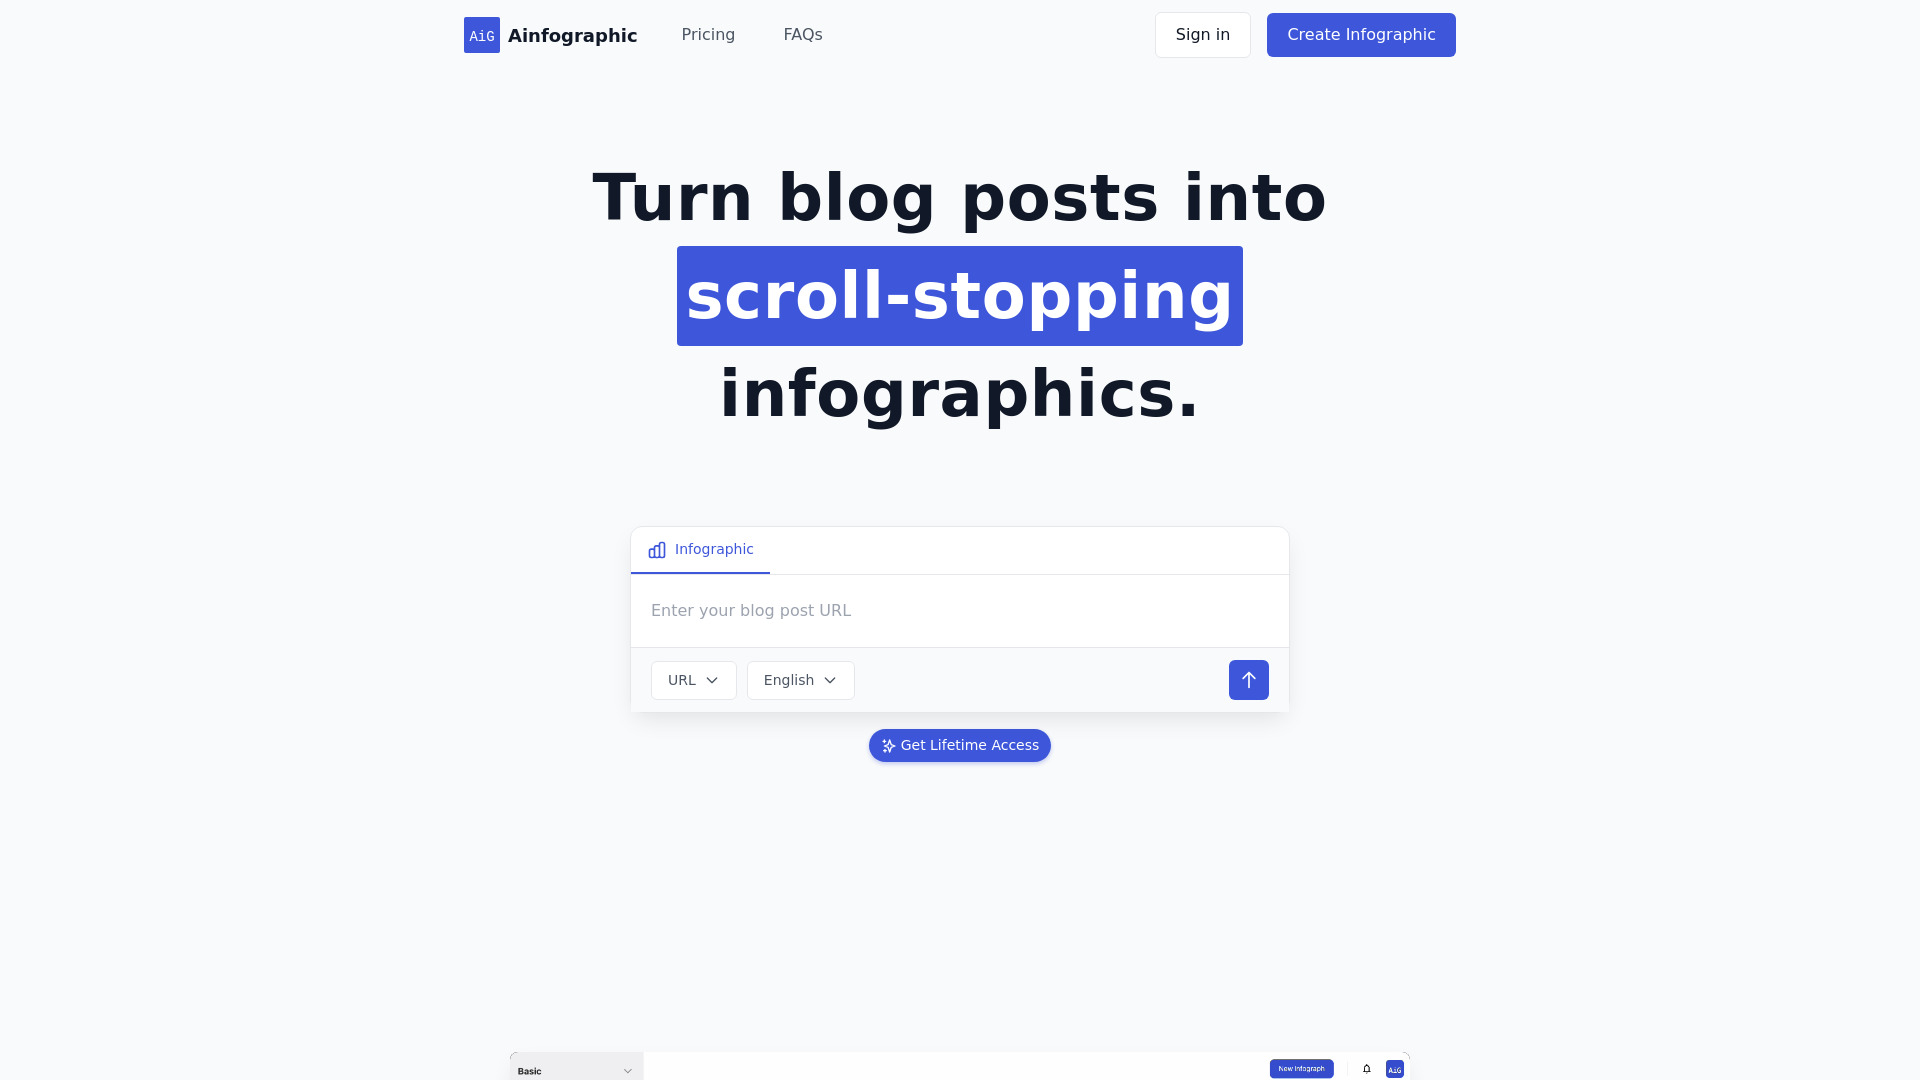 AiG Ainfographic Pricing FAQs Sign in Create Infographic
Turn blog posts into
scroll-stopping
infographics.
Infographic
Enter your blog post URL
URL English
Get Lifetime Access
Basic New Infograph AiG